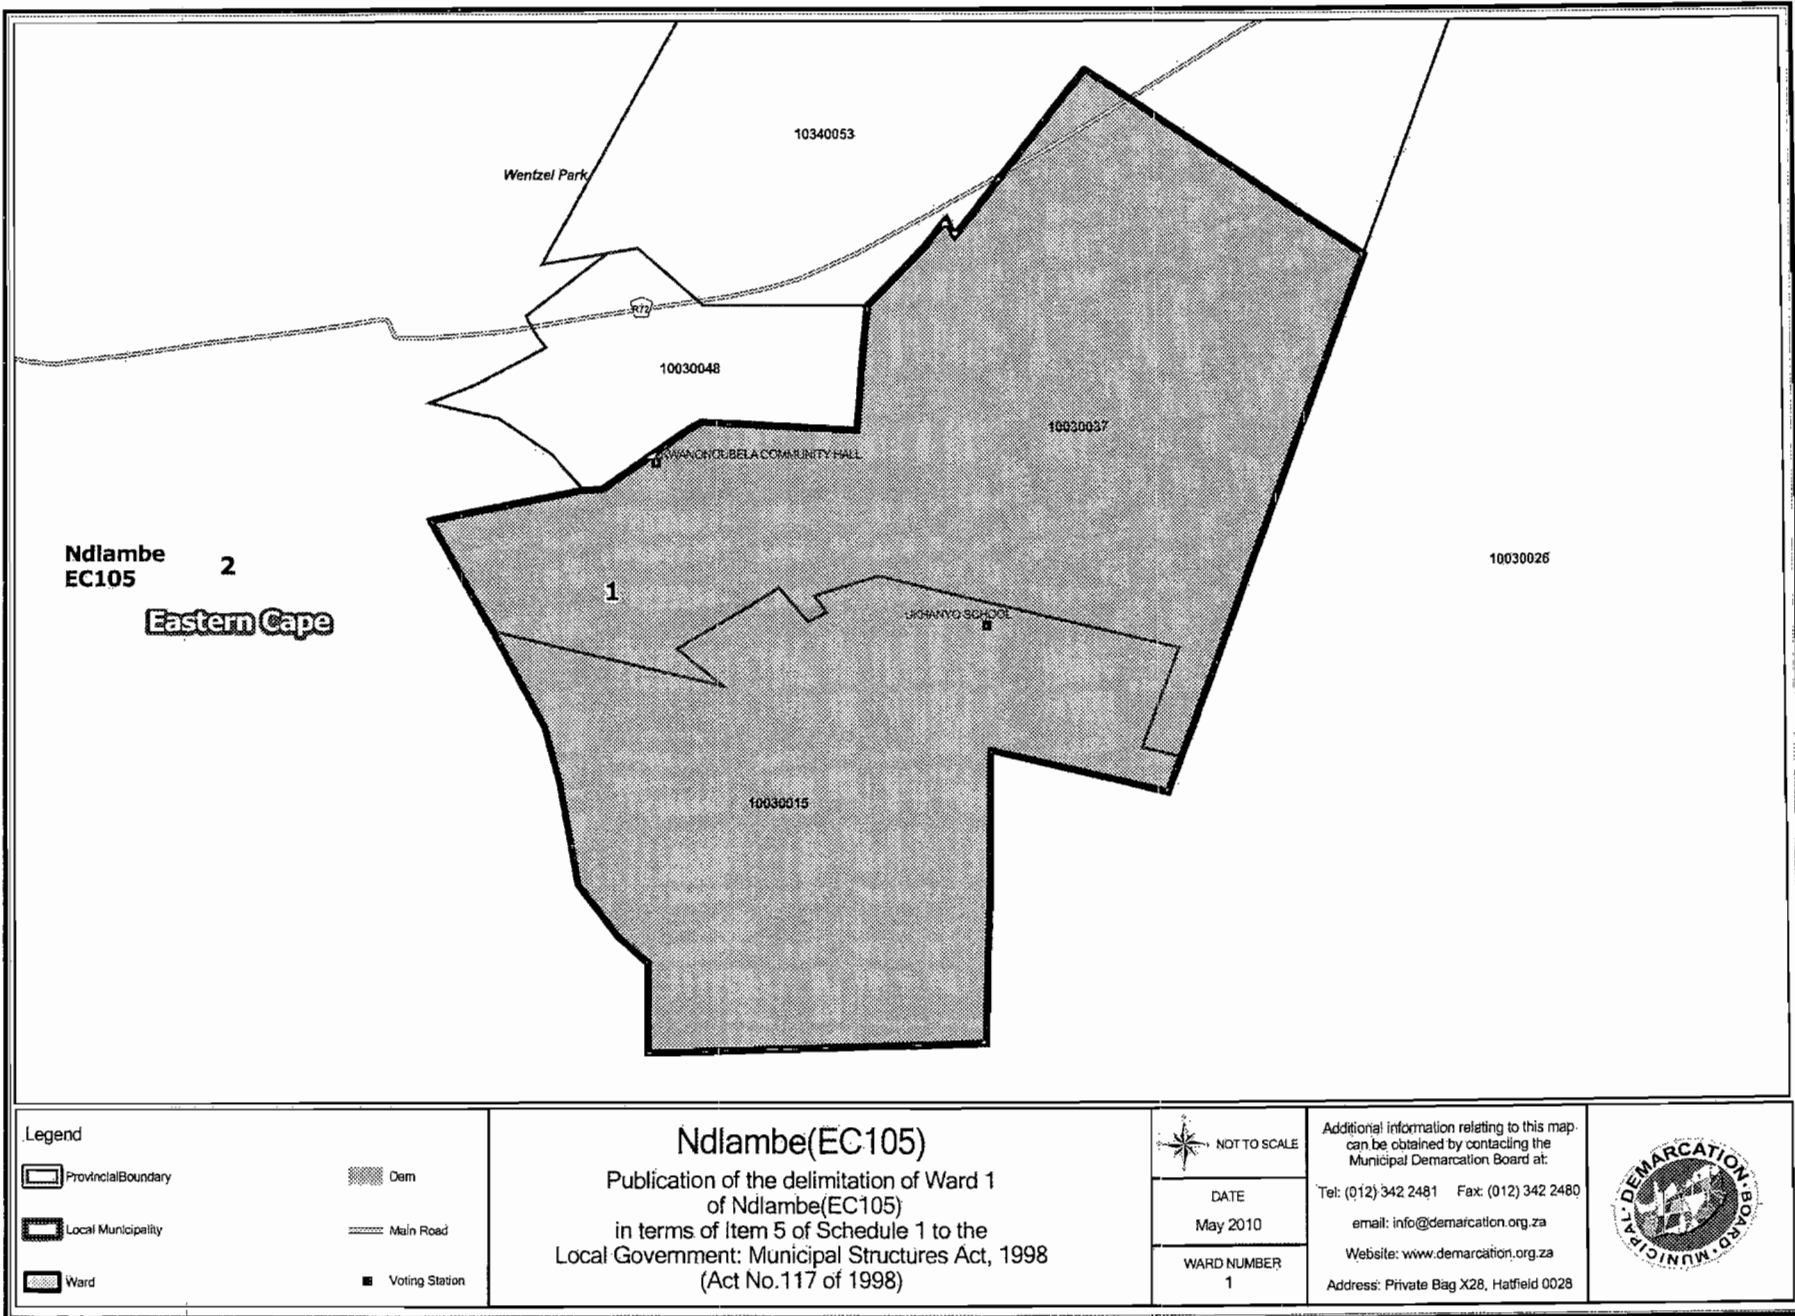 10340053
Wentzel Park
R72
10030048
10030037
KWANONQUBELA COMMUNITY HALL
Ndlambe
EC105
2
10030026
1
Eastern Cape
UKHANYO SCHOOL
10030015
Legend
ProvincialBoundary
Dam
Local Municipality
Main Road
Ward
Voting Station
Ndlambe(EC105)
Publication of the delimitation of Ward 1
of Ndlambe(EC105)
in terms of Item 5 of Schedule 1 to the
Local Government: Municipal Structures Act, 1998
(Act No.117 of 1998)
NOT TO SCALE
DATE
May 2010
WARD NUMBER
1
Additional information relating to this map
can be obtained by contacting the
Municipal Demarcation Board at:
Tel: (012) 342 2481 Fax: (012) 342 2480
email: info@demarcation.org.za
Website: www.demarcation.org.za
Address: Private Bag X28, Hatfield 0028
MUNICIPAL · DEMARCATION · BOARD ·